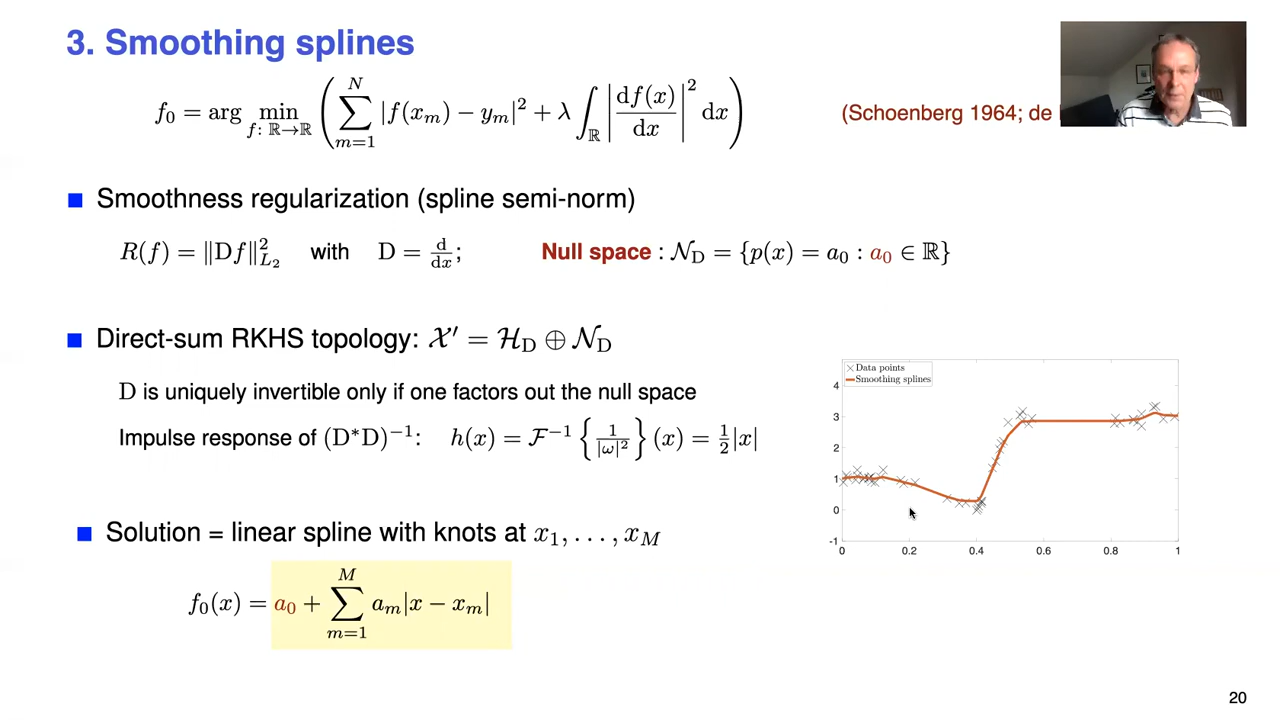 3. Smoothing splines
f₀ = arg min_{f: ℝ→ℝ} ( ∑_{m=1}^{N} |f(x_m) − y_m|² + λ ∫_ℝ |df(x)/dx|² dx )
(Schoenberg 1964; de
Smoothness regularization (spline semi-norm)
R(f) = ‖Df‖²_{L₂} with D = d/dx; Null space : 𝒩_D = {p(x) = a₀ : a₀ ∈ ℝ}
Direct-sum RKHS topology: 𝒳′ = ℋ_D ⊕ 𝒩_D
D is uniquely invertible only if one factors out the null space
Impulse response of (D*D)⁻¹: h(x) = ℱ⁻¹ {1/|ω|²} (x) = ½|x|
Solution = linear spline with knots at x₁, . . . , x_M
f₀(x) = a₀ + ∑_{m=1}^{M} a_m|x − x_m|
Data points
Smoothing splines
4
3
2
1
0
-1
0 0.2 0.4 0.6 0.8 1
20